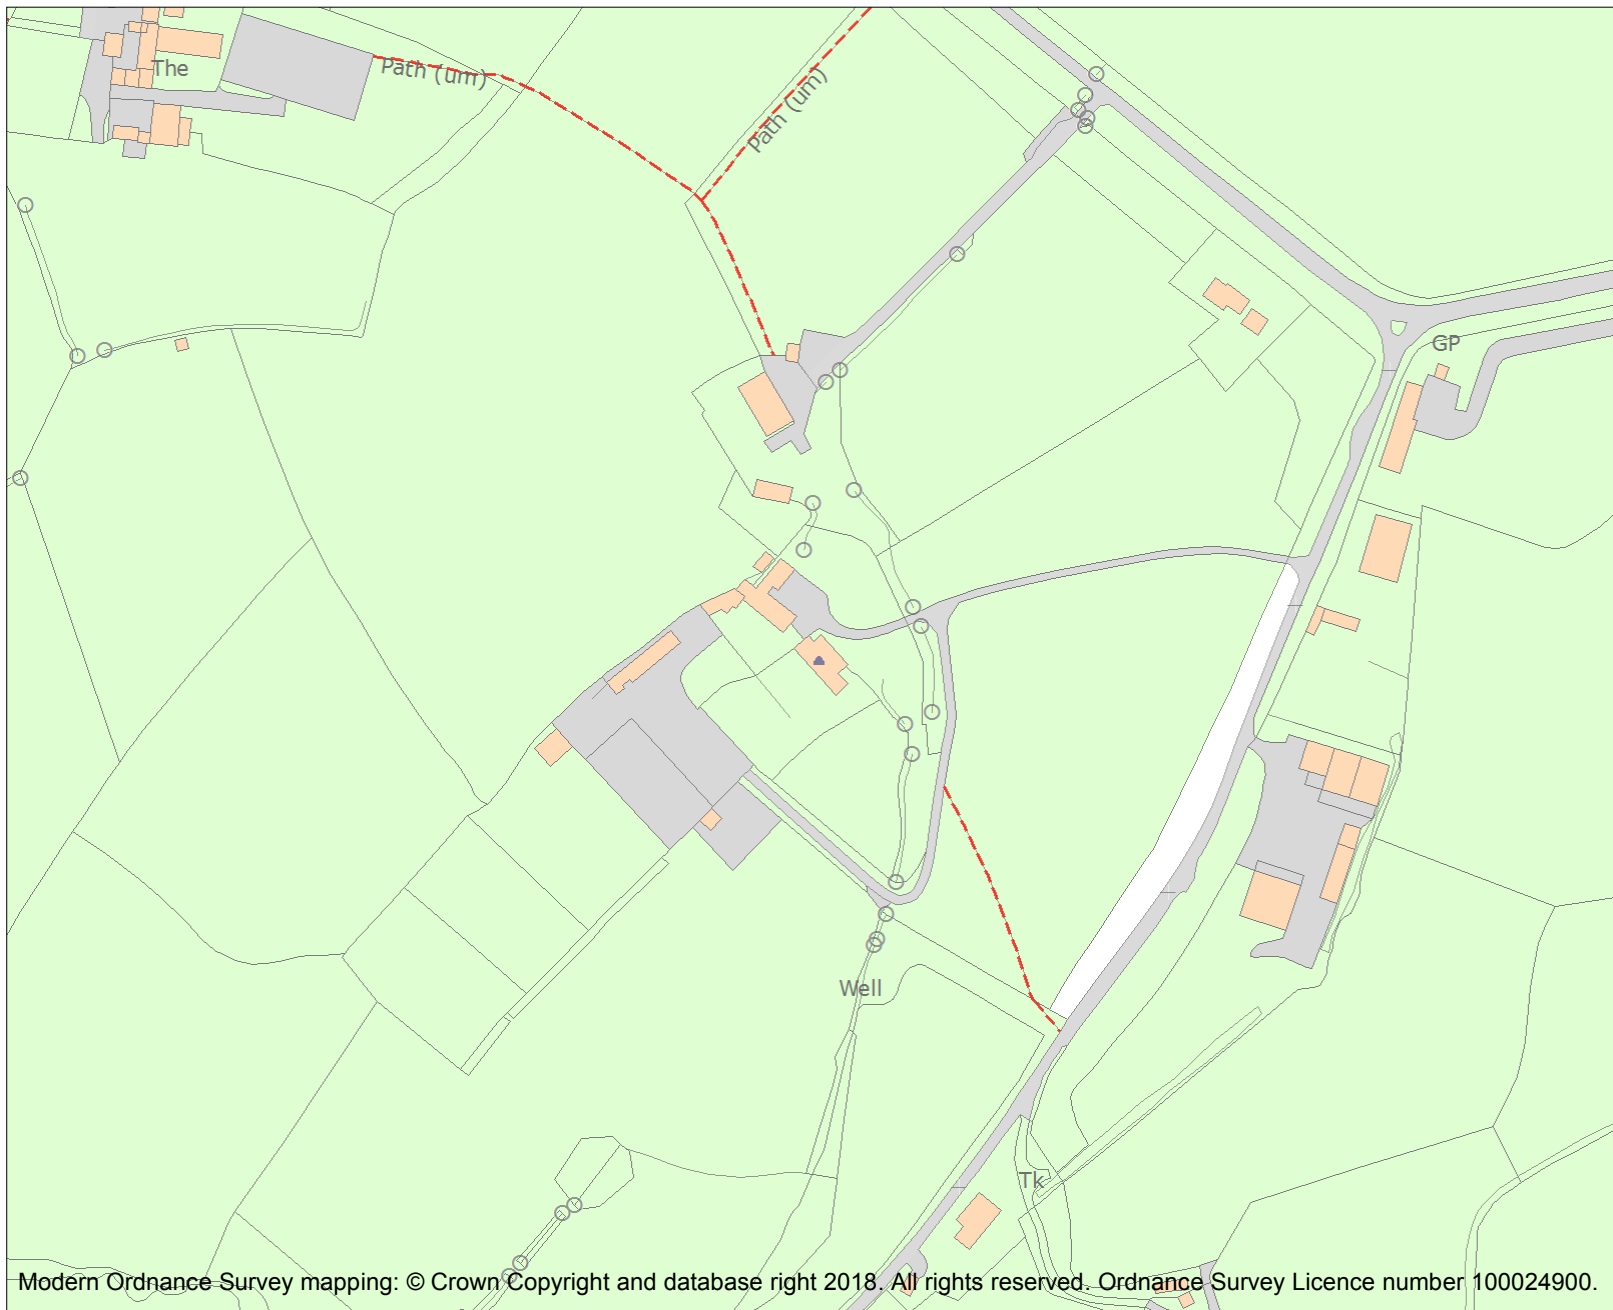 The
Path (um)
Path (um)
GP
Well
Tk
Modern Ordnance Survey mapping: © Crown Copyright and database right 2018. All rights reserved. Ordnance Survey Licence number 100024900.